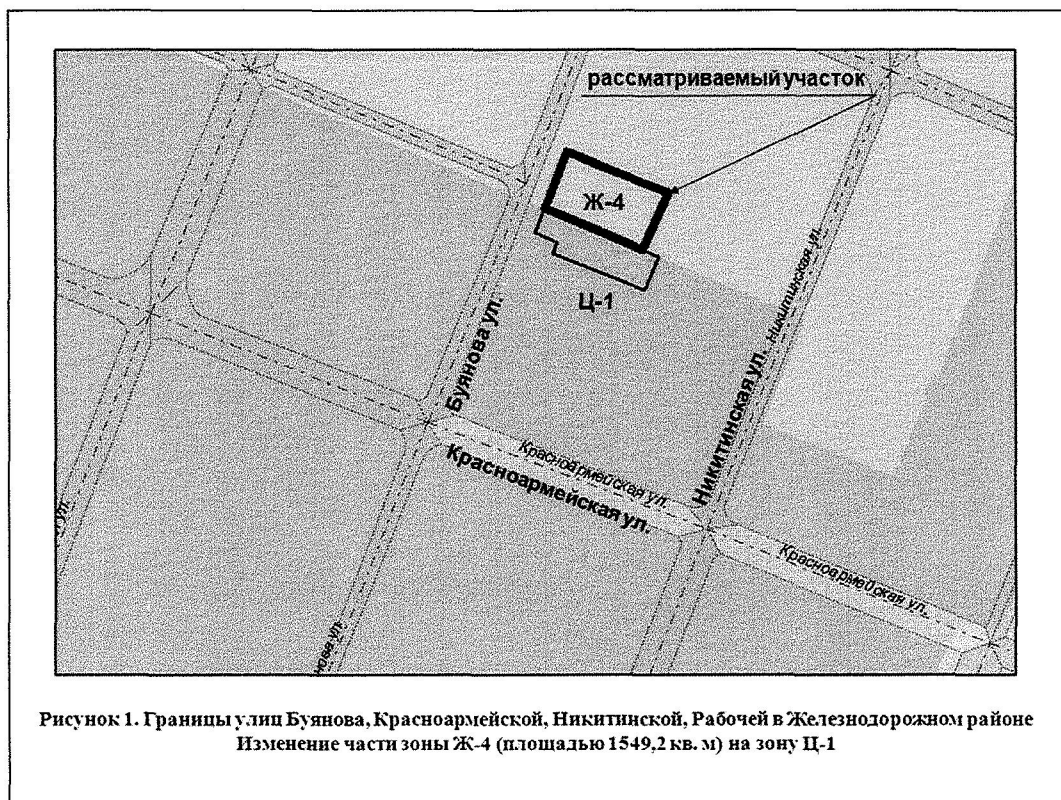 рассматриваемый участок
Ж-4
Ц-1
Буянова ул.
Никитинская ул.
Никитинская ул.
Красноармейская ул.
Красноармейская ул.
Красноармейская ул.
ул.
нова ул.
Рисунок 1. Границы улиц Буянова, Красноармейской, Никитинской, Рабочей в Железнодорожном районе
Изменение части зоны Ж-4 (площадью 1549,2 кв. м) на зону Ц-1